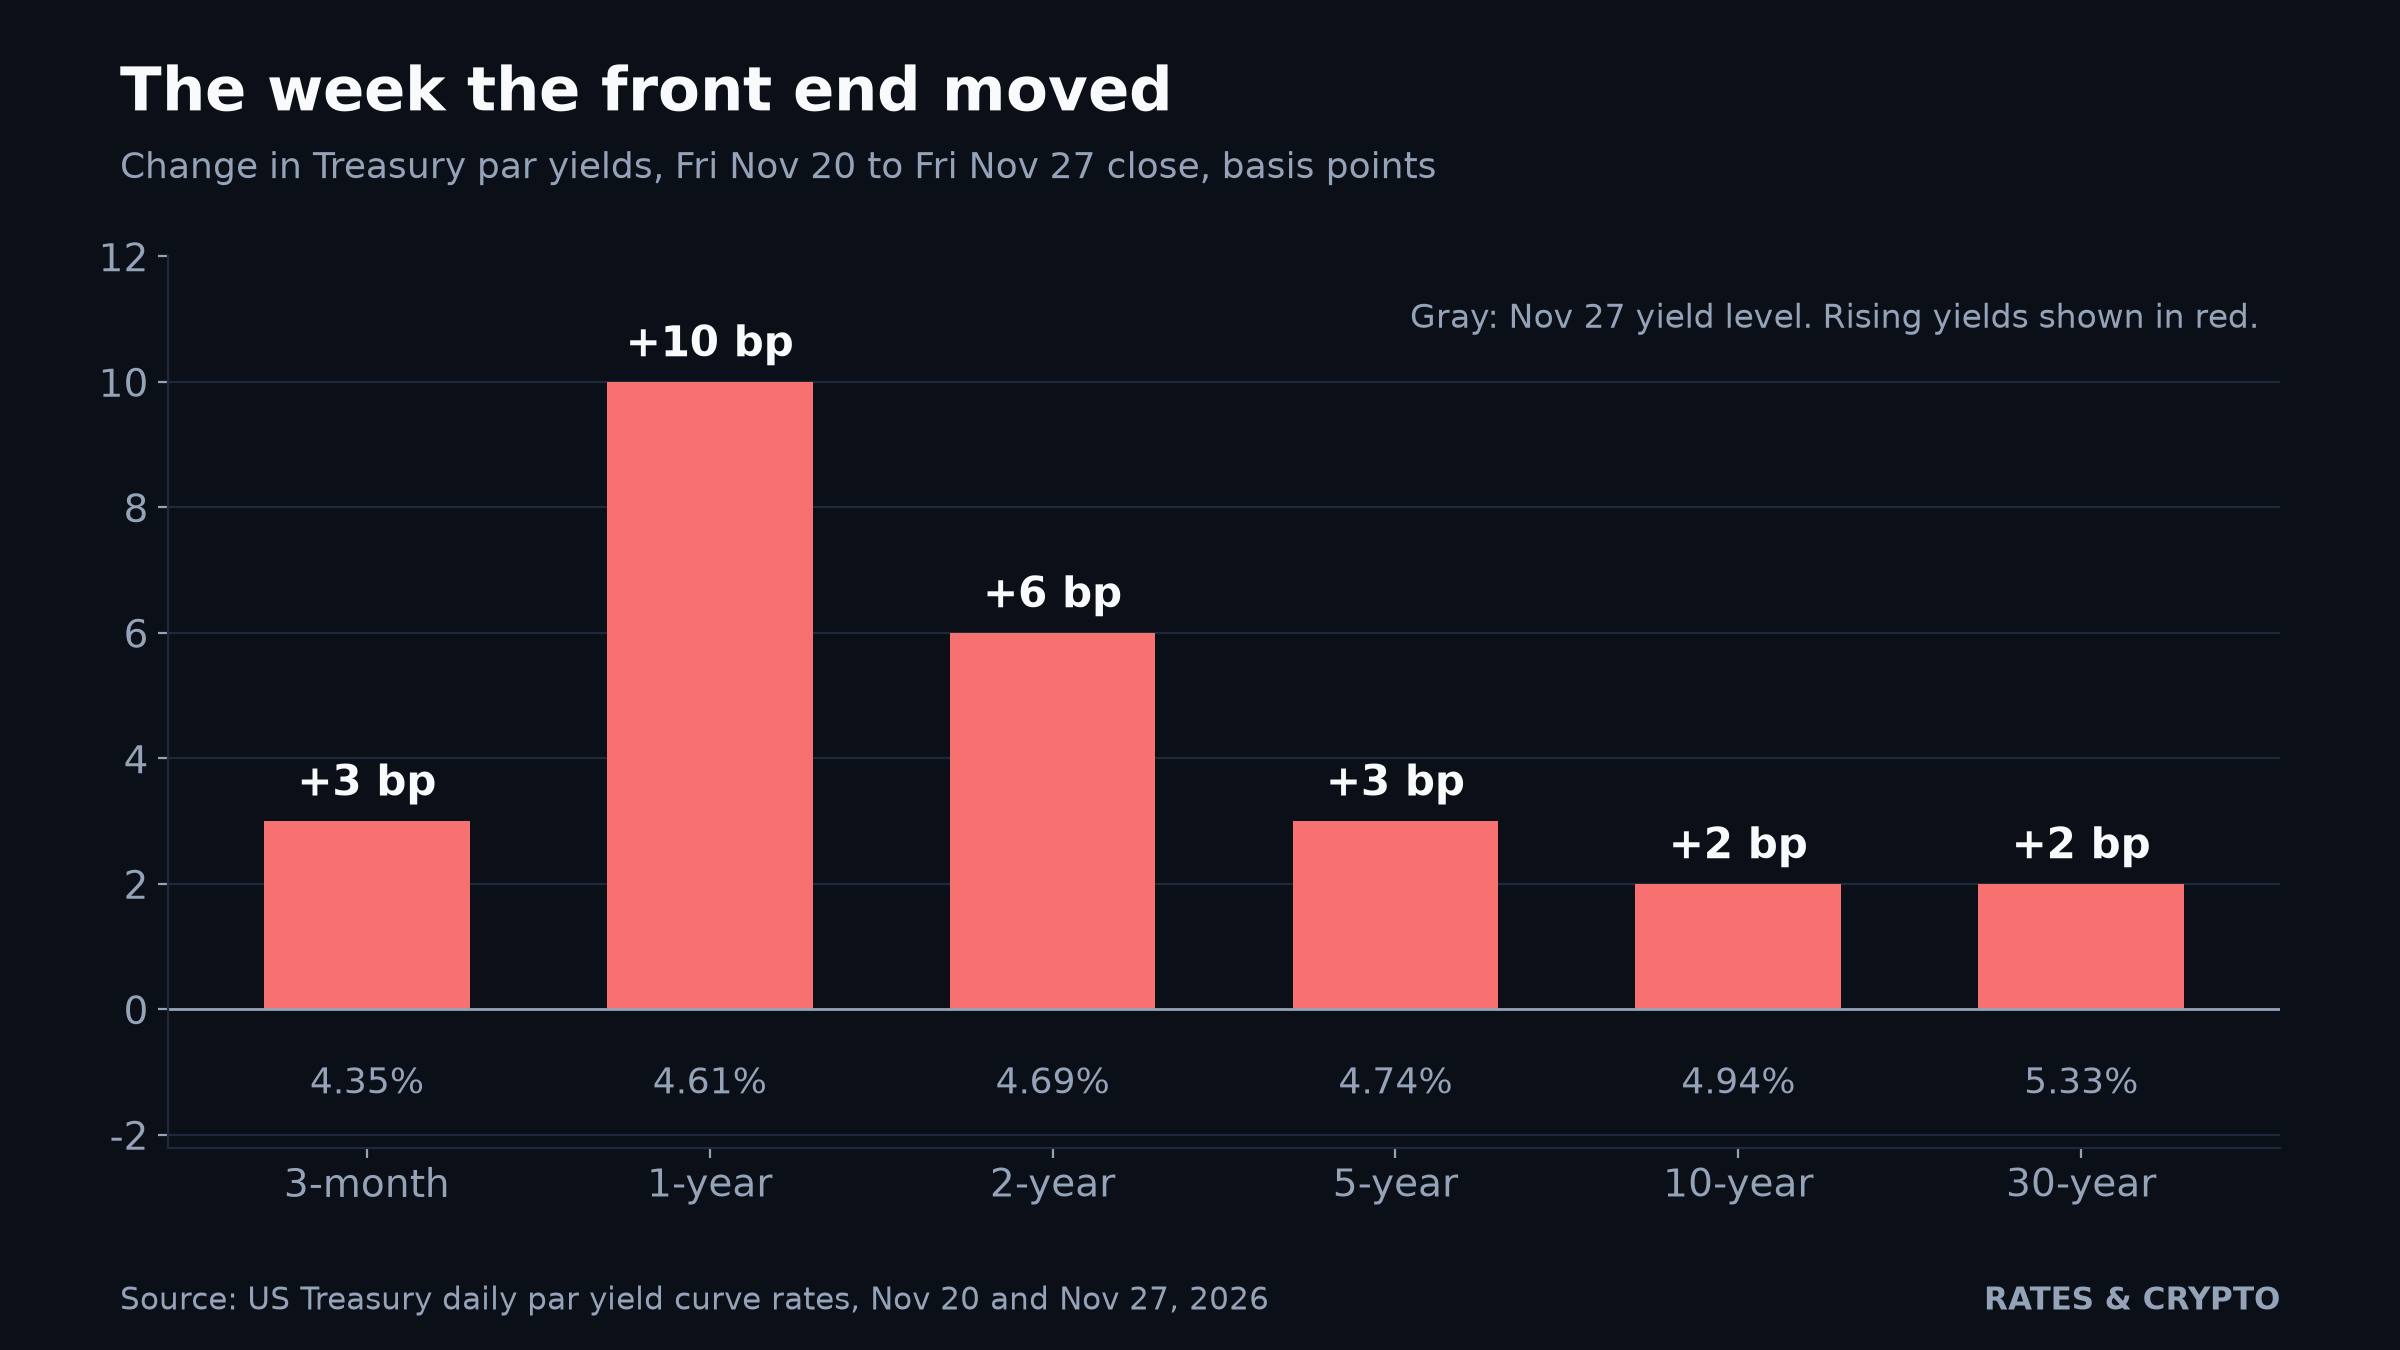 The week the front end moved
Change in Treasury par yields, Fri Nov 20 to Fri Nov 27 close, basis points
12
Gray: Nov 27 yield level. Rising yields shown in red.
+10 bp
10
8
+6 bp
6
4
+3 bp
+3 bp
+2 bp
+2 bp
2
0
4.35% 4.61% 4.69% 4.74% 4.94% 5.33%
-2
3-month 1-year 2-year 5-year 10-year 30-year
Source: US Treasury daily par yield curve rates, Nov 20 and Nov 27, 2026
RATES & CRYPTO